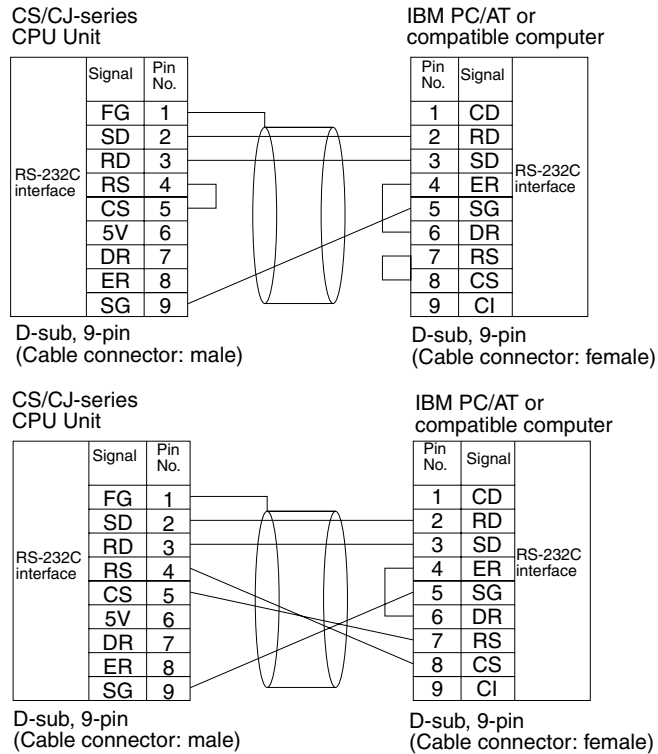 CS/CJ-series
CPU Unit
IBM PC/AT or
compatible computer
Signal Pin No.
RS-232C interface
FG 1
SD 2
RD 3
RS 4
CS 5
5V 6
DR 7
ER 8
SG 9
Pin No. Signal
1 CD
2 RD
3 SD
4 ER
5 SG
6 DR
7 RS
8 CS
9 CI
RS-232C interface
D-sub, 9-pin
(Cable connector: male)
D-sub, 9-pin
(Cable connector: female)
CS/CJ-series
CPU Unit
IBM PC/AT or
compatible computer
Signal Pin No.
RS-232C interface
FG 1
SD 2
RD 3
RS 4
CS 5
5V 6
DR 7
ER 8
SG 9
Pin No. Signal
1 CD
2 RD
3 SD
4 ER
5 SG
6 DR
7 RS
8 CS
9 CI
RS-232C interface
D-sub, 9-pin
(Cable connector: male)
D-sub, 9-pin
(Cable connector: female)